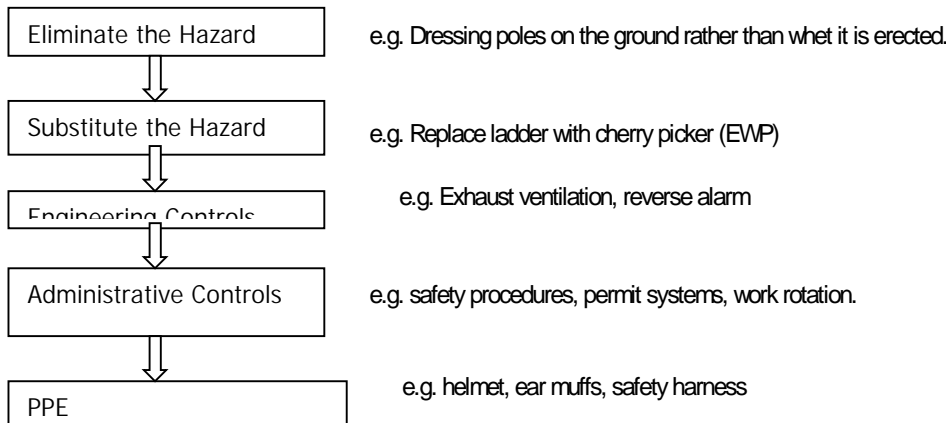 Eliminate the Hazard
e.g. Dressing poles on the ground rather than whet it is erected.
Substitute the Hazard
e.g. Replace ladder with cherry picker (EWP)
Engineering Controls
e.g. Exhaust ventilation, reverse alarm
Administrative Controls
e.g. safety procedures, permit systems, work rotation.
PPE
e.g. helmet, ear muffs, safety harness